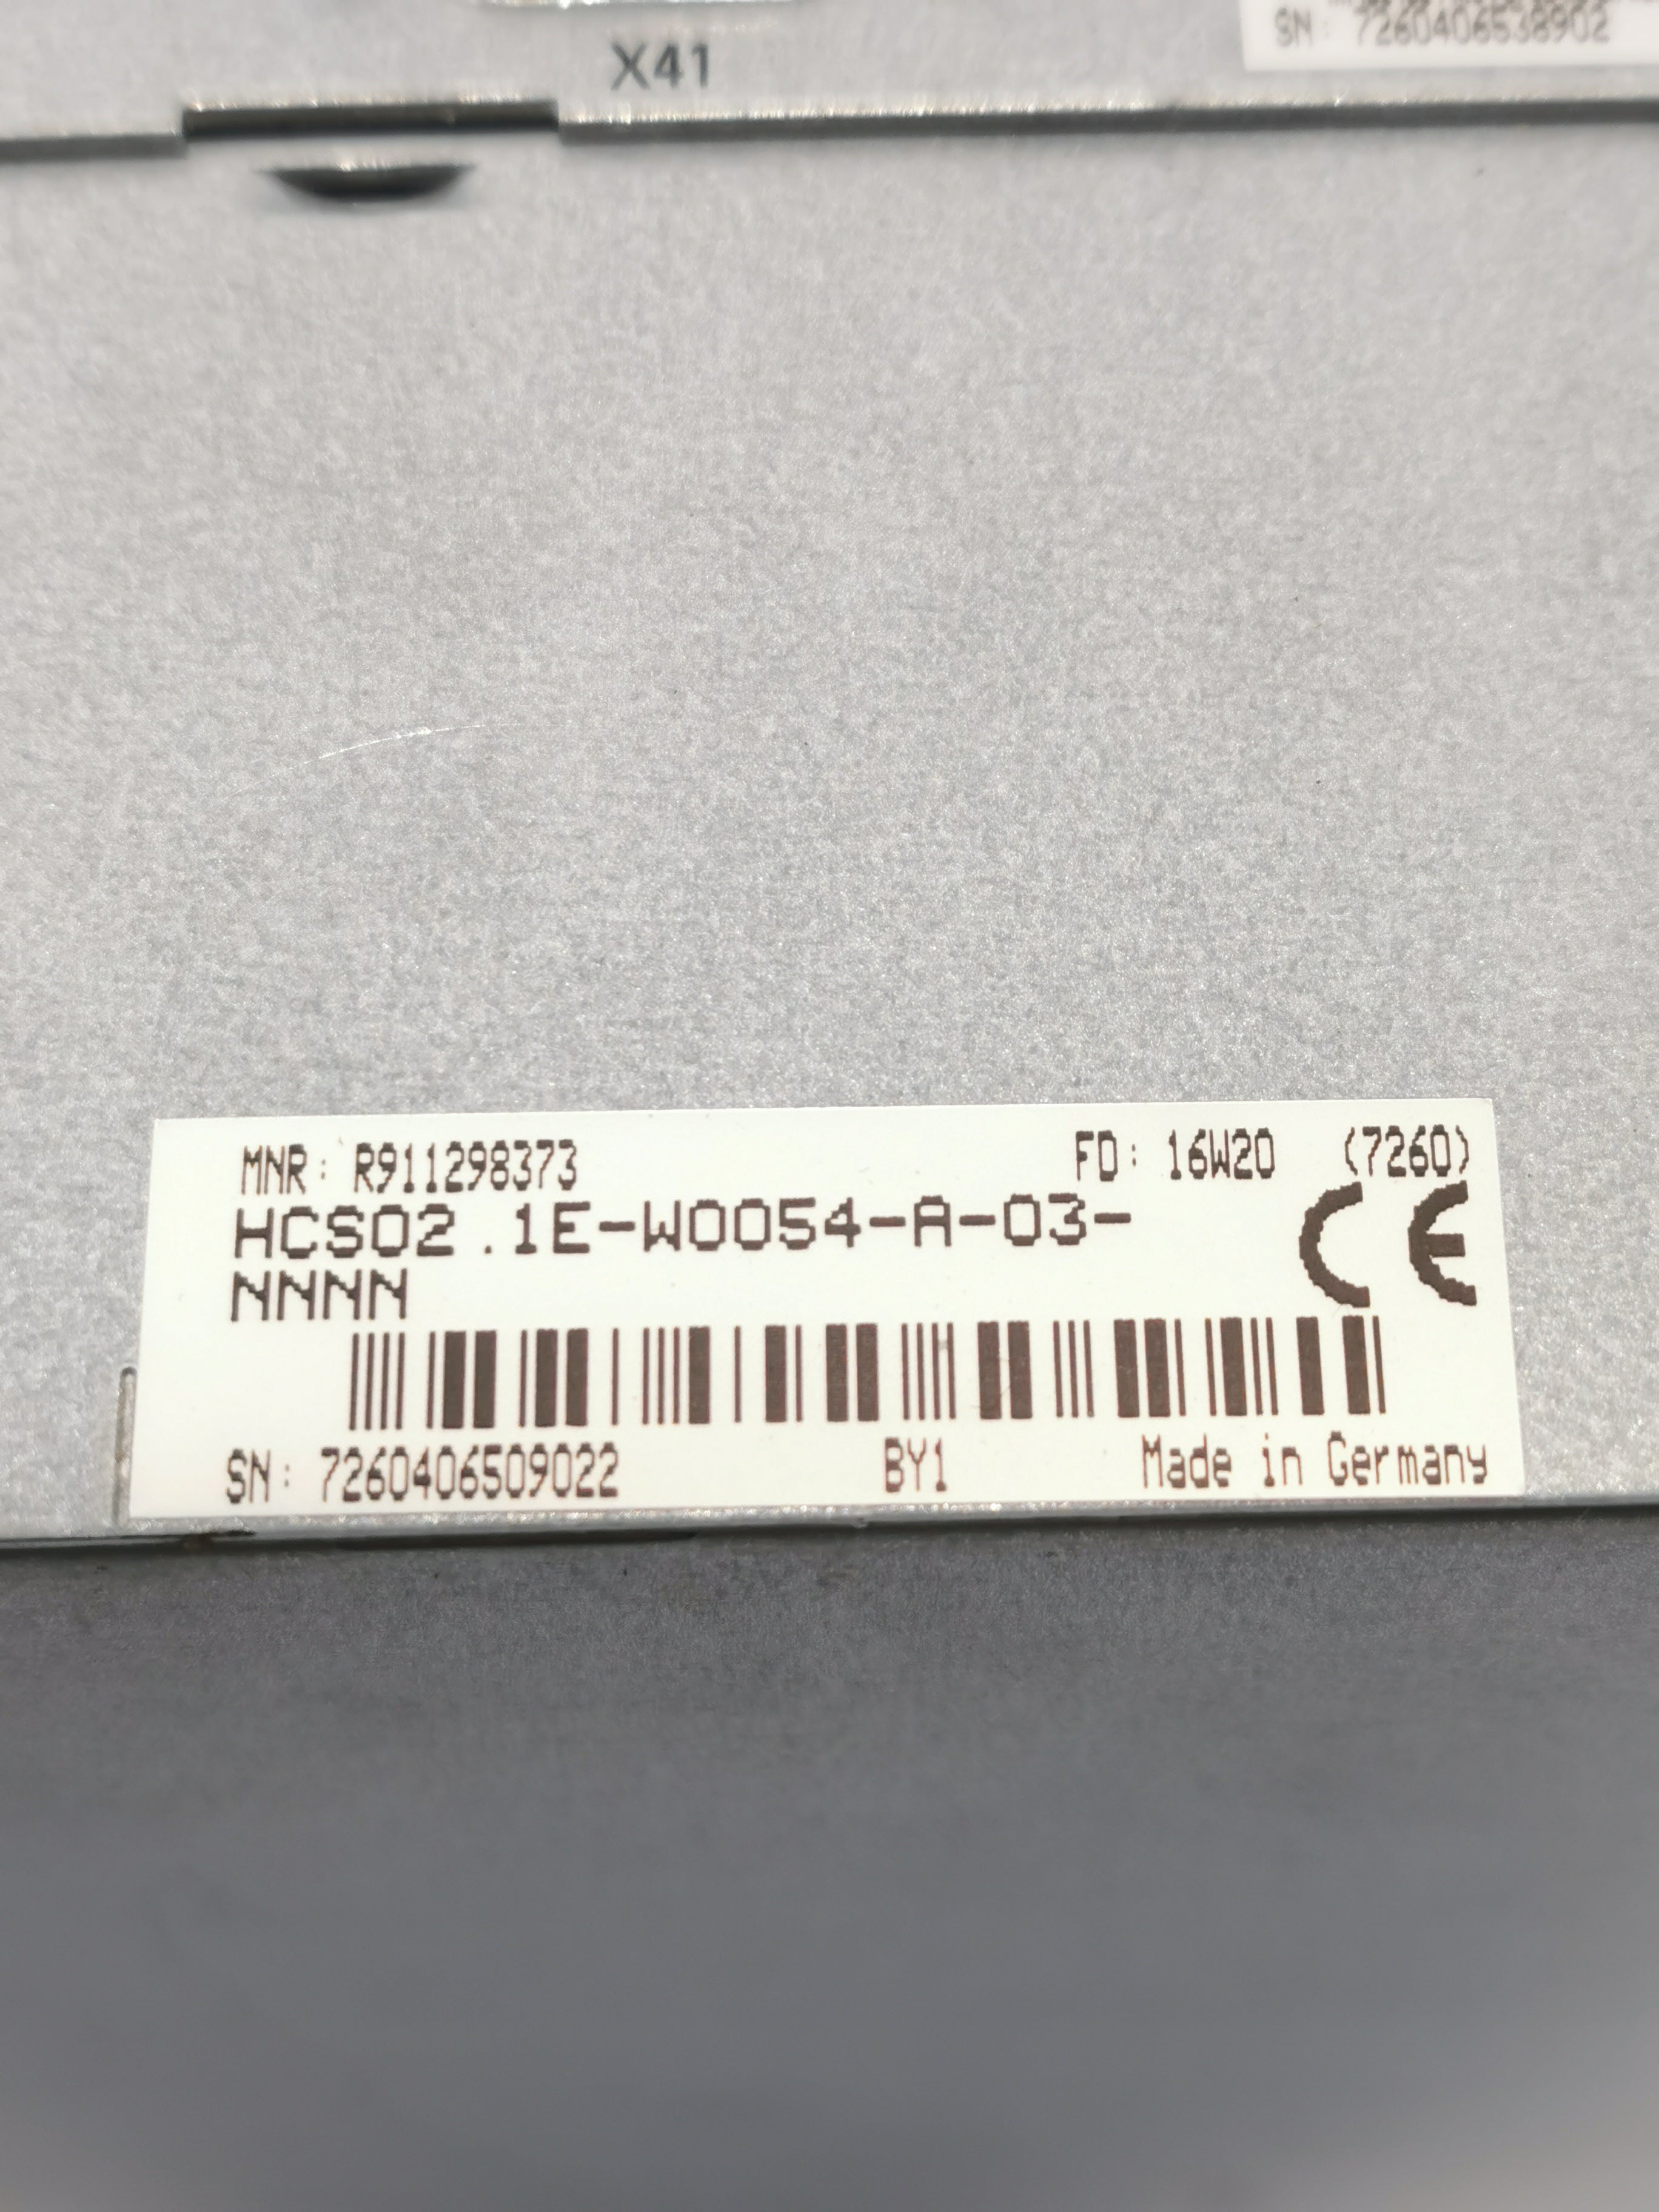 X41
SN: 7260406538902
MNR: R911298373 FD: 16W20 (7260)
HCS02.1E-W0054-A-03-
NNNN
CE
SN: 7260406509022 BY1 Made in Germany